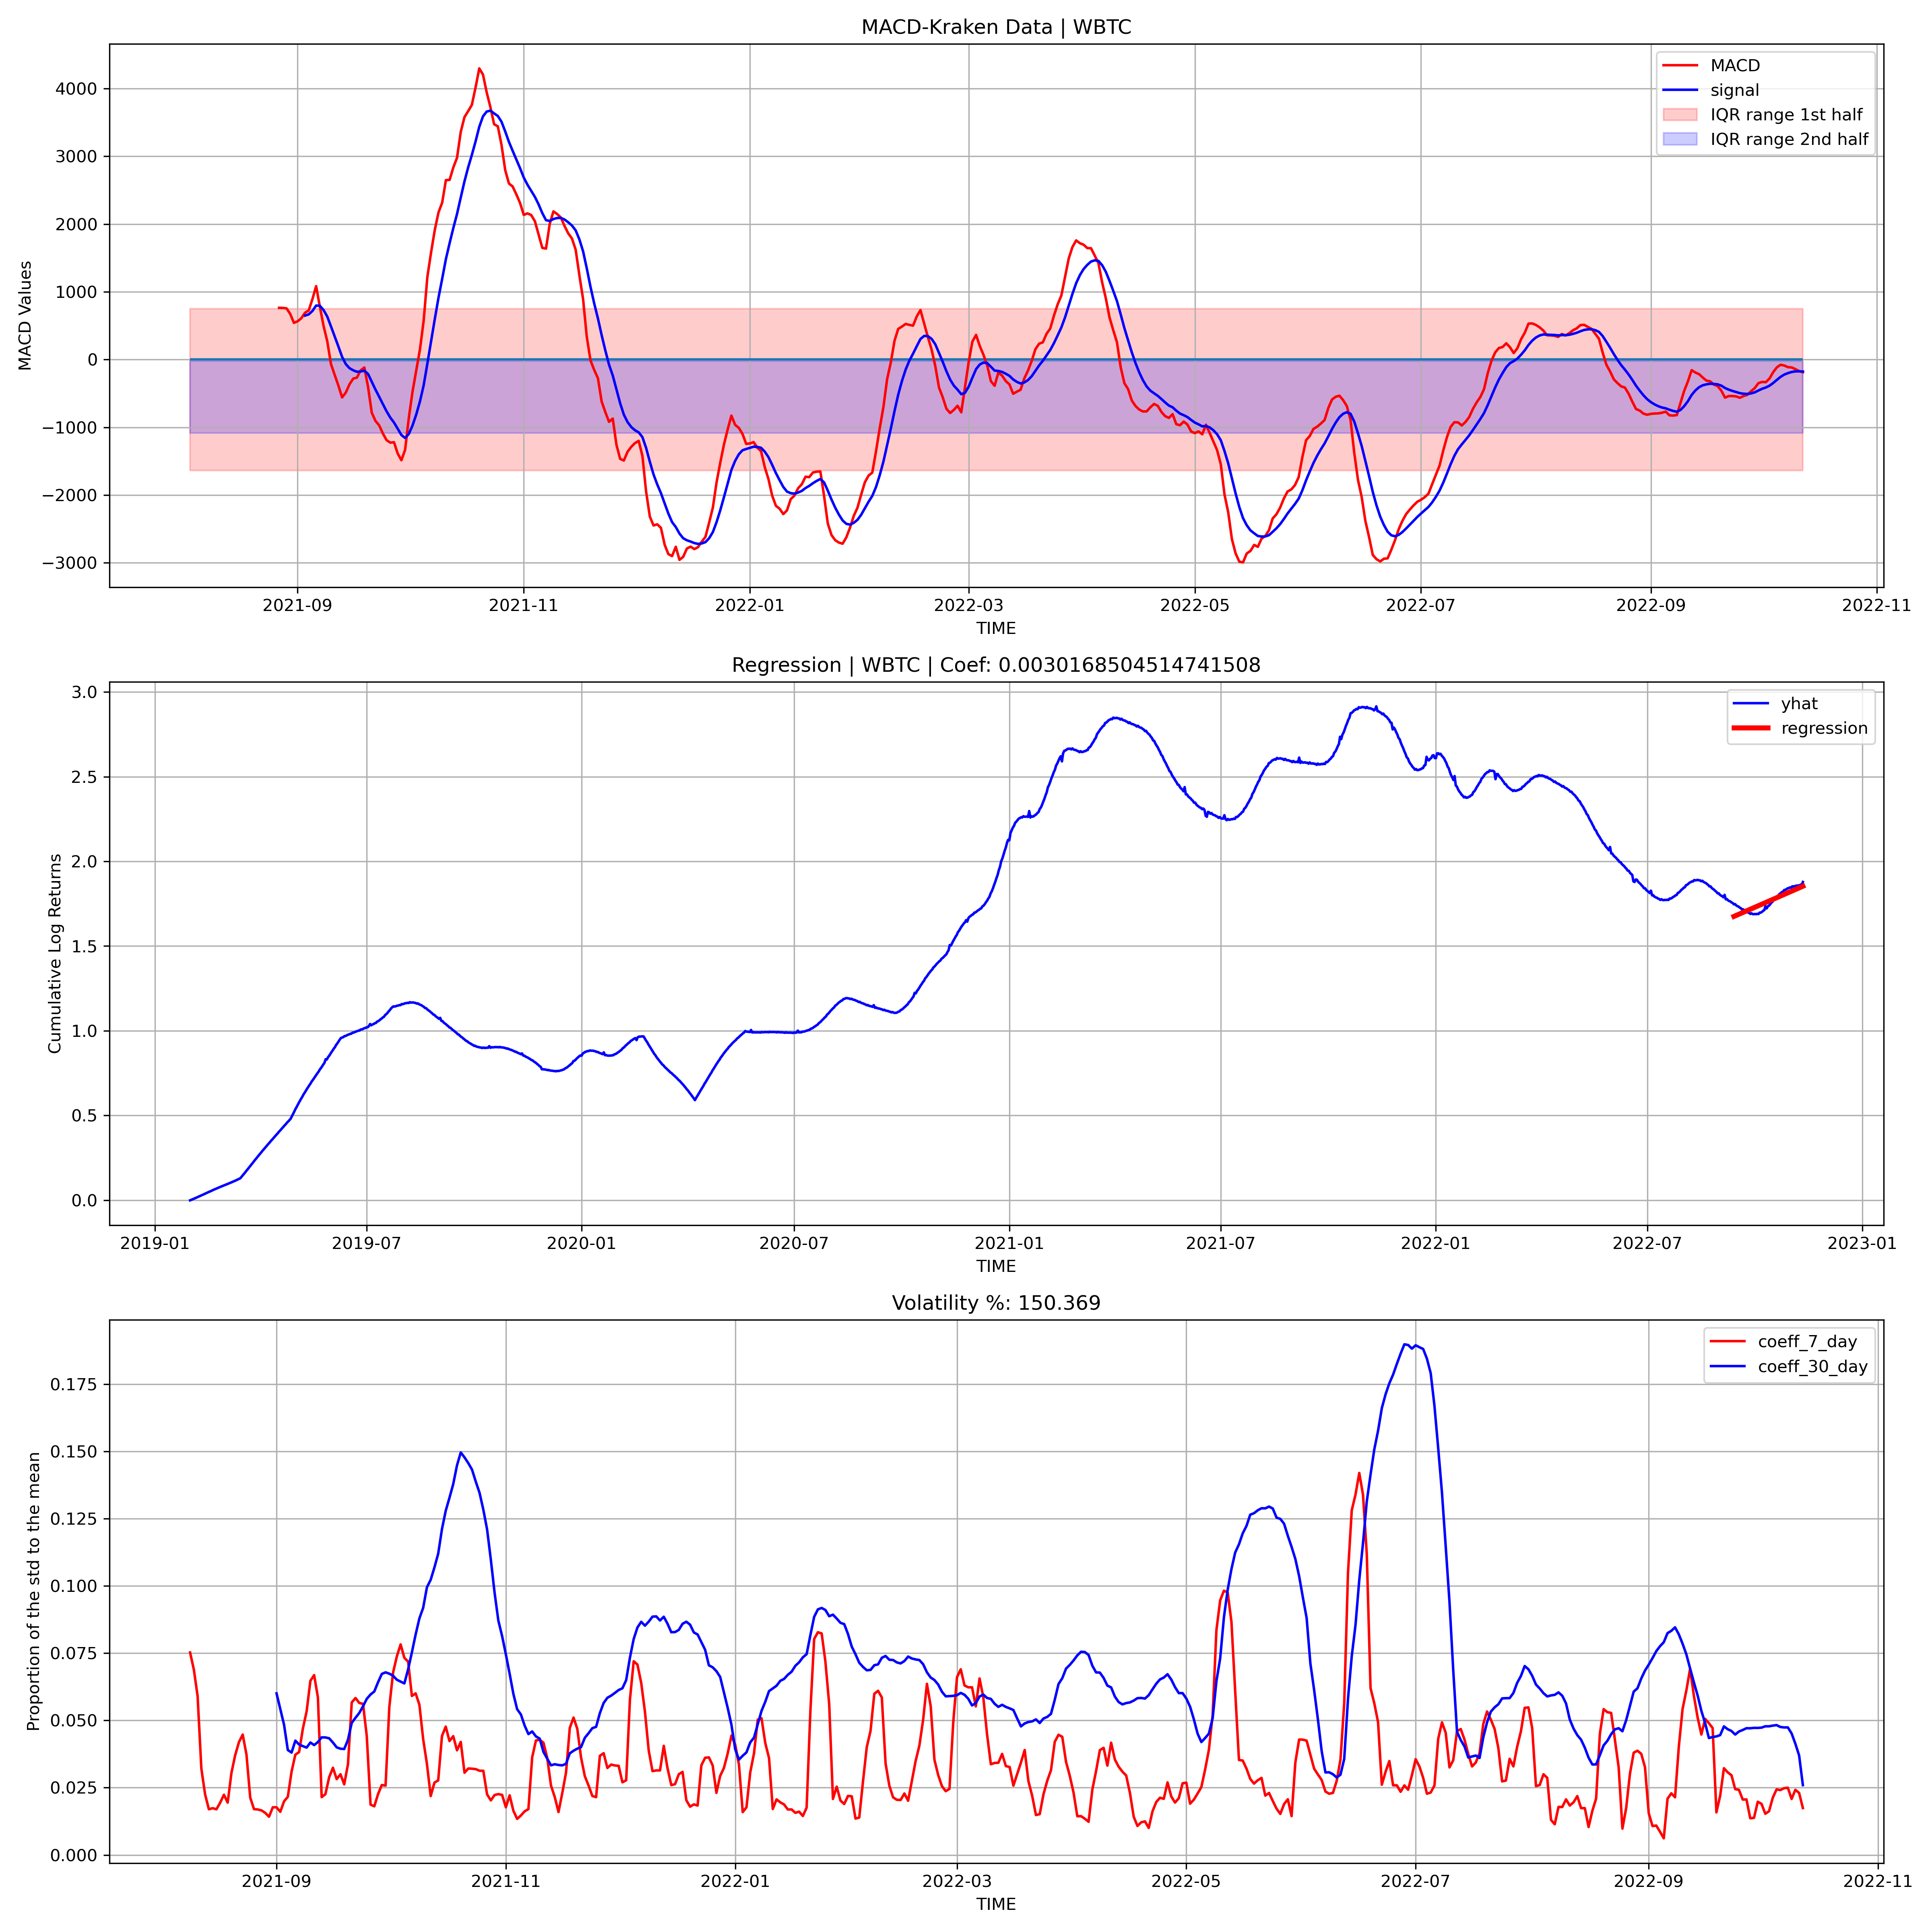 MACD-Kraken Data | WBTC
MACD
signal
IQR range 1st half
IQR range 2nd half
MACD Values
4000
3000
2000
1000
0
−1000
−2000
−3000
2021-09
2021-11
2022-01
2022-03
2022-05
2022-07
2022-09
2022-11
TIME
Regression | WBTC | Coef: 0.0030168504514741508
yhat
regression
Cumulative Log Returns
3.0
2.5
2.0
1.5
1.0
0.5
0.0
2019-01
2019-07
2020-01
2020-07
2021-01
2021-07
2022-01
2022-07
2023-01
TIME
Volatility %: 150.369
coeff_7_day
coeff_30_day
Proportion of the std to the mean
0.175
0.150
0.125
0.100
0.075
0.050
0.025
0.000
2021-09
2021-11
2022-01
2022-03
2022-05
2022-07
2022-09
2022-11
TIME